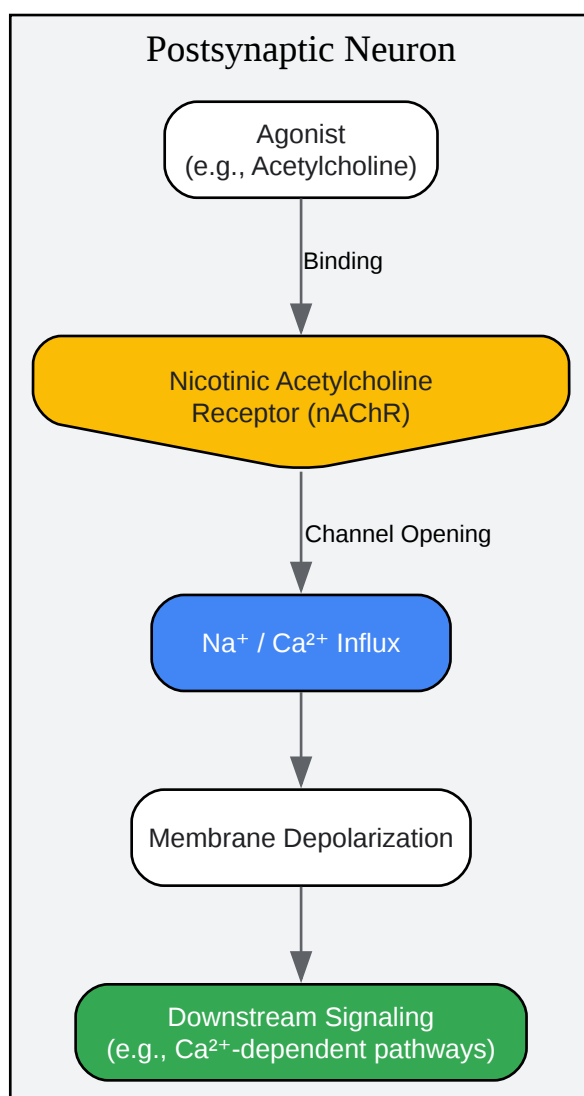 Postsynaptic Neuron
Agonist
(e.g., Acetylcholine)
Binding
Nicotinic Acetylcholine
Receptor (nAChR)
Channel Opening
Na⁺ / Ca²⁺ Influx
Membrane Depolarization
Downstream Signaling
(e.g., Ca²⁺-dependent pathways)